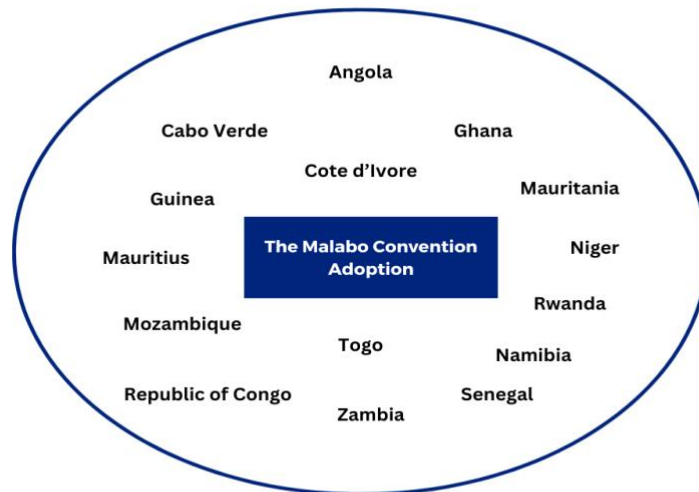 Angola
Cabo Verde
Ghana
Cote d’Ivore
Guinea
Mauritania
The Malabo Convention
Adoption
Mauritius
Niger
Rwanda
Mozambique
Togo
Namibia
Republic of Congo
Senegal
Zambia